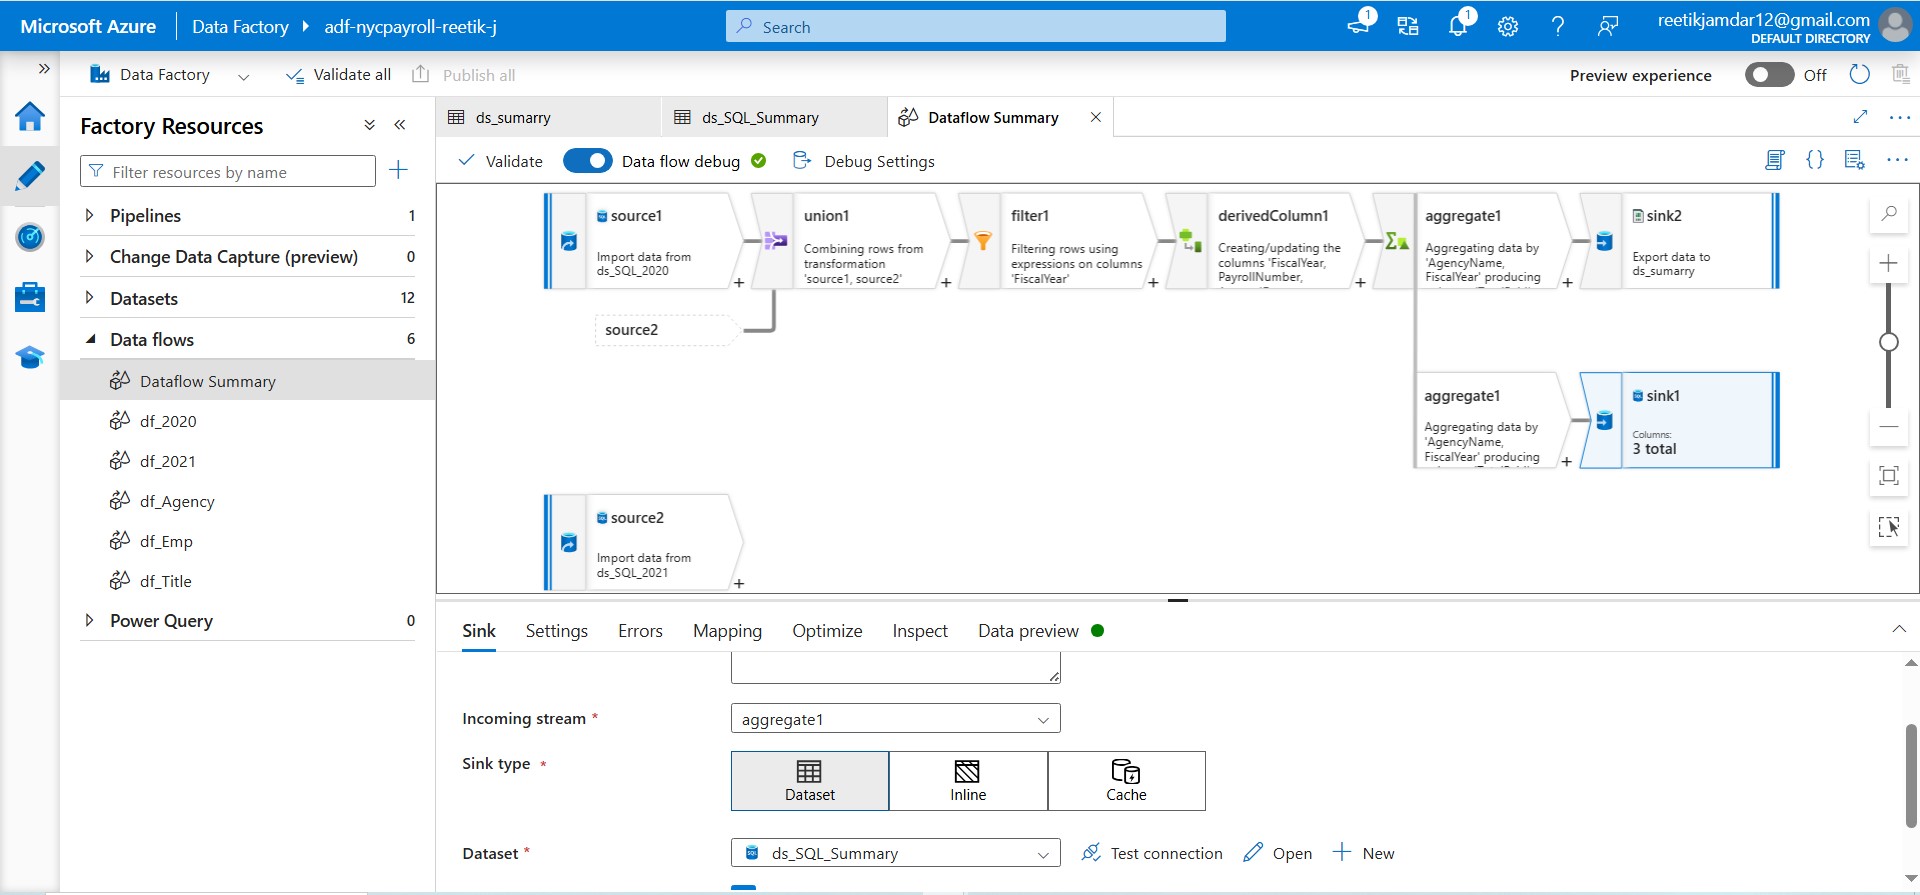 Microsoft Azure
Data Factory
adf-nycpayroll-reetik-j
Search
1
1
reetikjamdar12@gmail.com
DEFAULT DIRECTORY
Data Factory
Validate all
Publish all
Preview experience
Off
Factory Resources
Filter resources by name
Pipelines 1
Change Data Capture (preview) 0
Datasets 12
Data flows 6
Dataflow Summary
df_2020
df_2021
df_Agency
df_Emp
df_Title
Power Query 0
ds_sumarry
ds_SQL_Summary
Dataflow Summary
Validate
Data flow debug
Debug Settings
source1
Import data from
ds_SQL_2020
union1
Combining rows from
transformation
'source1, source2'
filter1
Filtering rows using
expressions on columns
'FiscalYear'
derivedColumn1
Creating/updating the
columns 'FiscalYear,
PayrollNumber,
aggregate1
Aggregating data by
'AgencyName,
FiscalYear' producing
sink2
Export data to
ds_sumarry
source2
aggregate1
Aggregating data by
'AgencyName,
FiscalYear' producing
sink1
Columns:
3 total
source2
Import data from
ds_SQL_2021
Sink
Settings
Errors
Mapping
Optimize
Inspect
Data preview
Incoming stream *
aggregate1
Sink type *
Dataset
Inline
Cache
Dataset *
ds_SQL_Summary
Test connection
Open
New